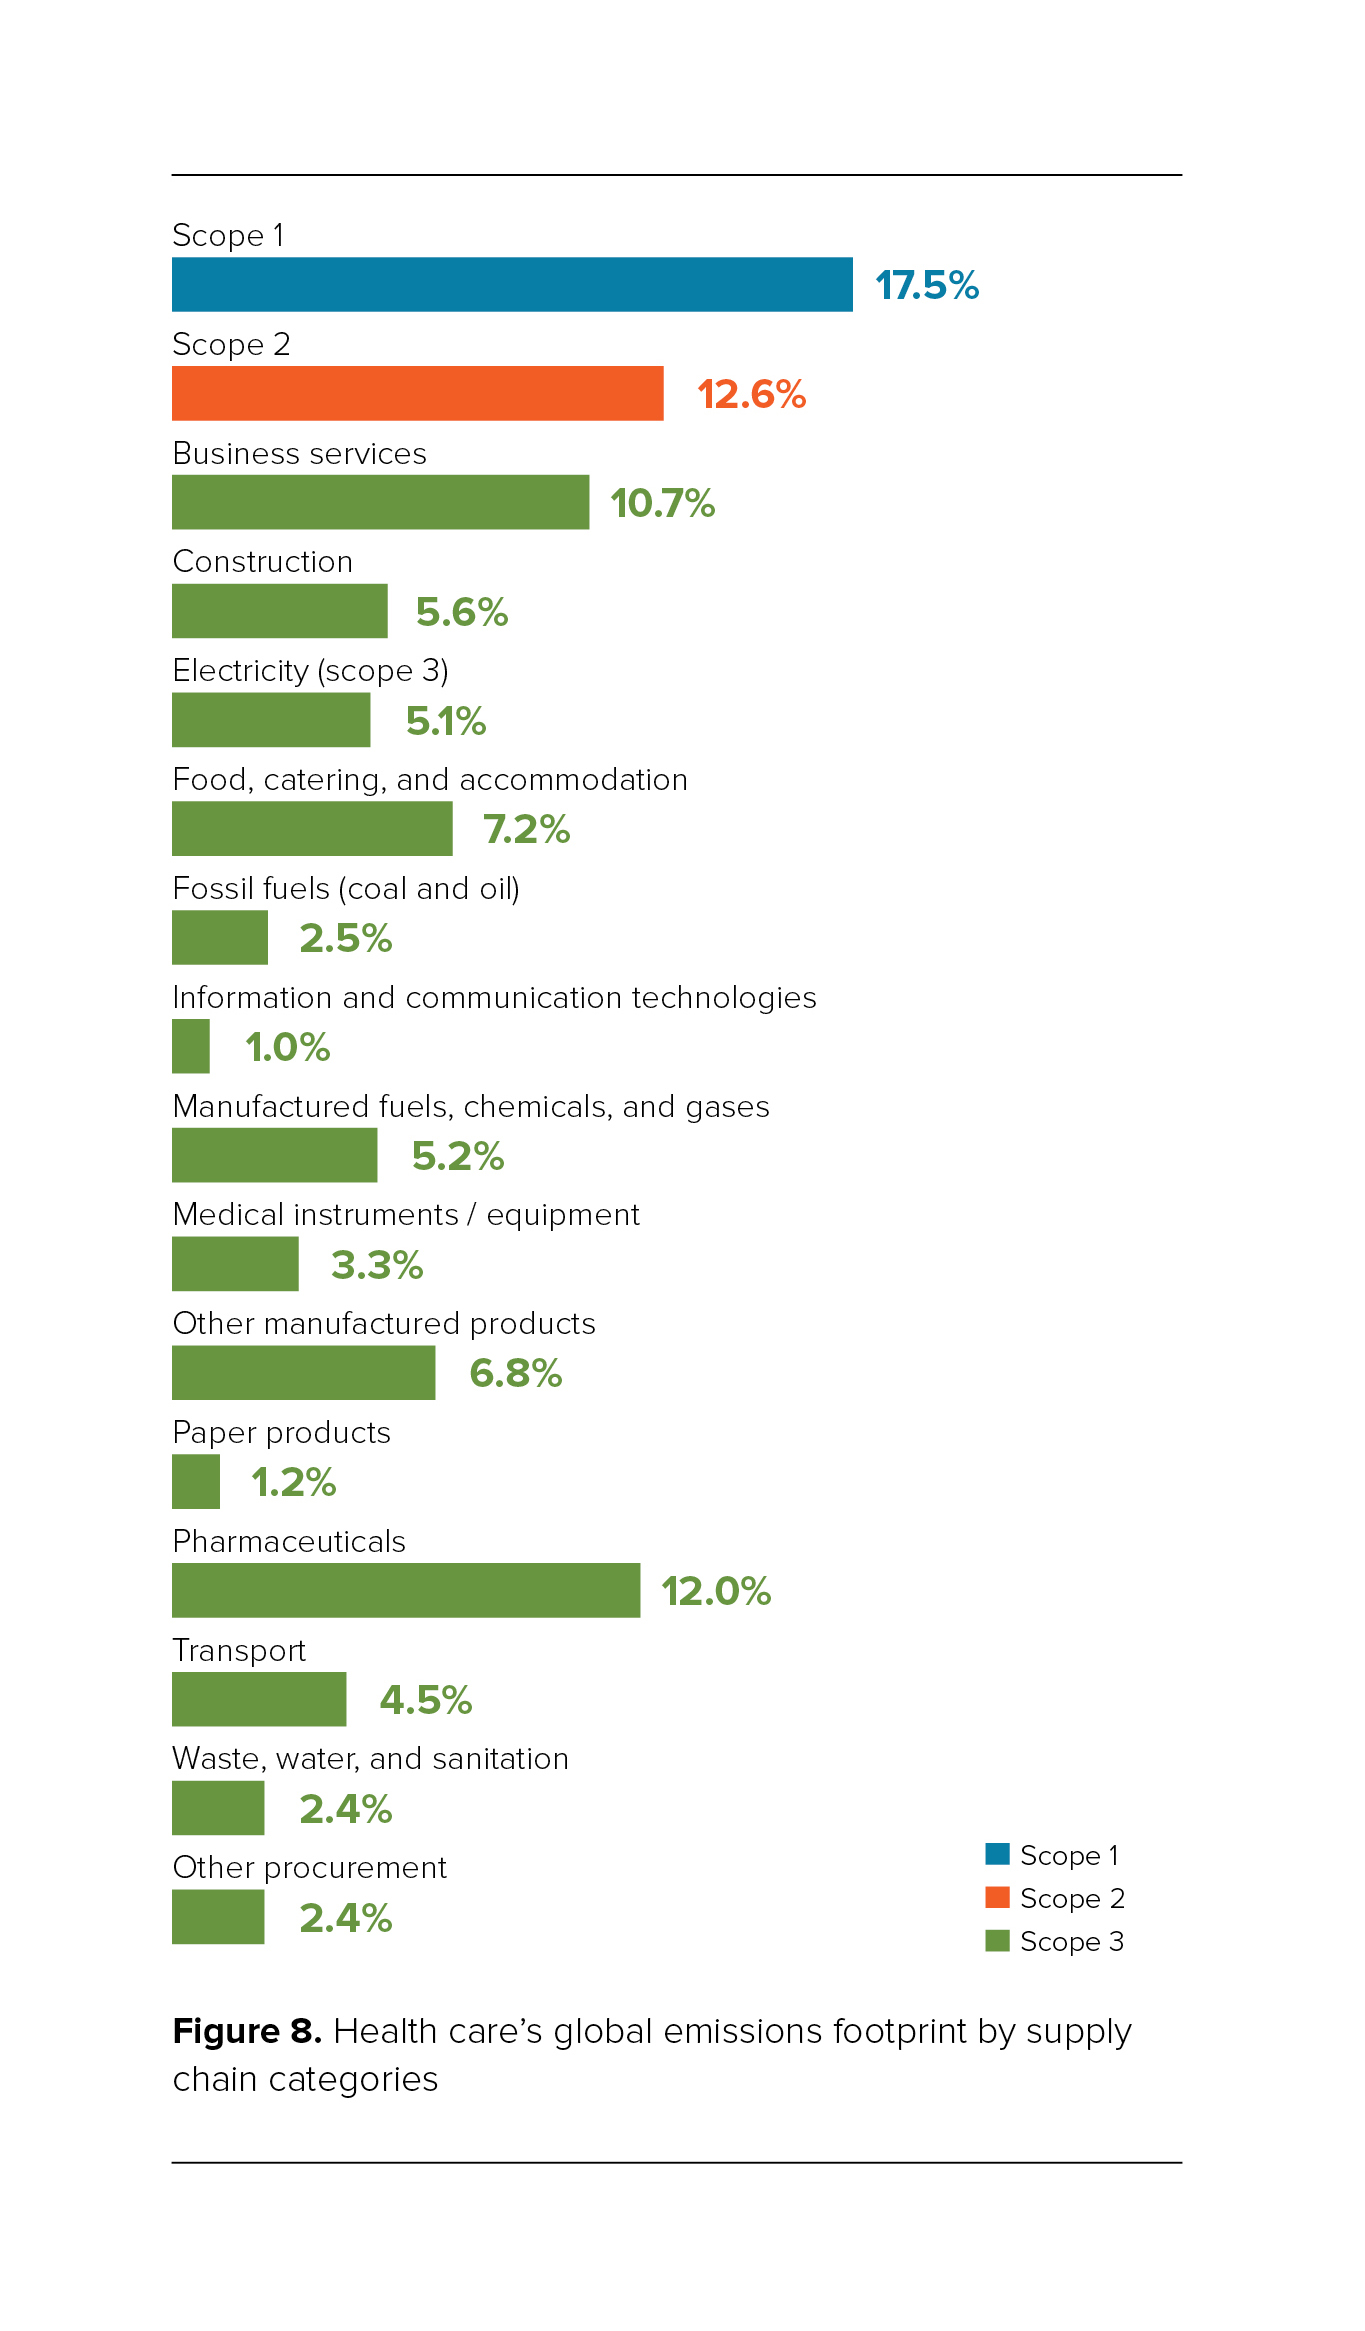 Scope 1
17.5%
Scope 2
12.6%
Business services
10.7%
Construction
5.6%
Electricity (scope 3)
5.1%
Food, catering, and accommodation
7.2%
Fossil fuels (coal and oil)
2.5%
Information and communication technologies
1.0%
Manufactured fuels, chemicals, and gases
5.2%
Medical instruments / equipment
3.3%
Other manufactured products
6.8%
Paper products
1.2%
Pharmaceuticals
12.0%
Transport
4.5%
Waste, water, and sanitation
2.4%
Other procurement
2.4%
Scope 1
Scope 2
Scope 3
Figure 8. Health care’s global emissions footprint by supply
chain categories